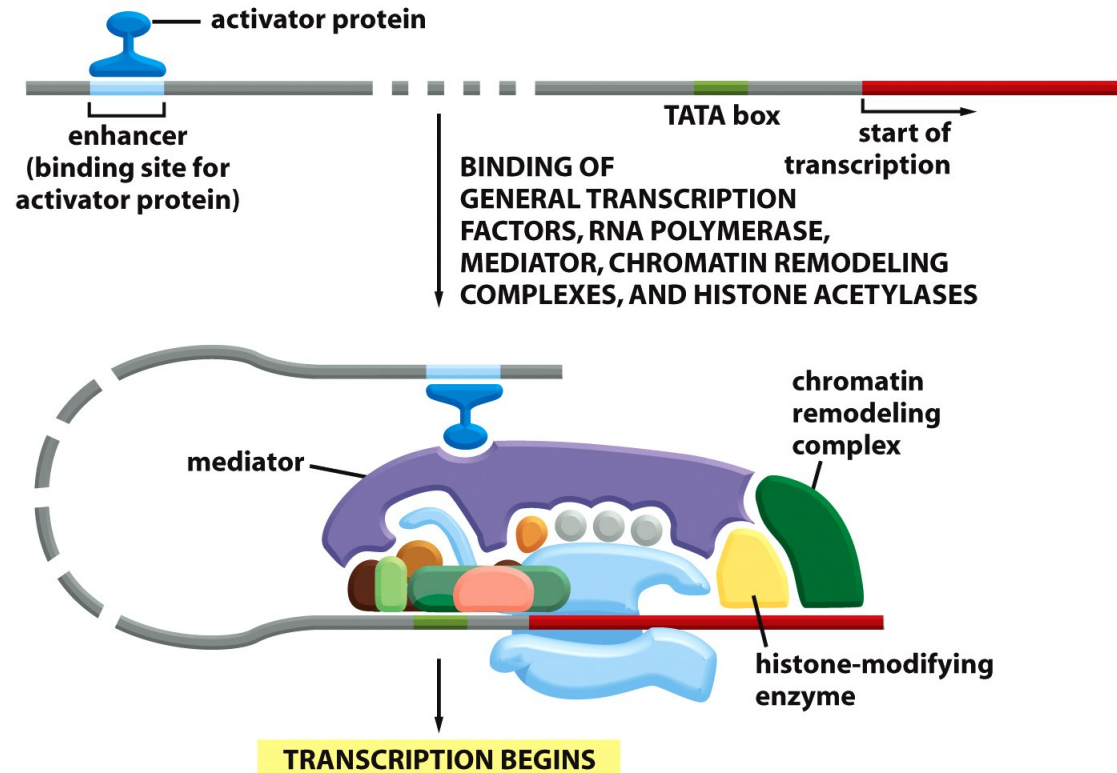 activator protein
enhancer
(binding site for
activator protein)
TATA box
start of
transcription
BINDING OF
GENERAL TRANSCRIPTION
FACTORS, RNA POLYMERASE,
MEDIATOR, CHROMATIN REMODELING
COMPLEXES, AND HISTONE ACETYLASES
chromatin
remodeling
complex
mediator
histone-modifying
enzyme
TRANSCRIPTION BEGINS